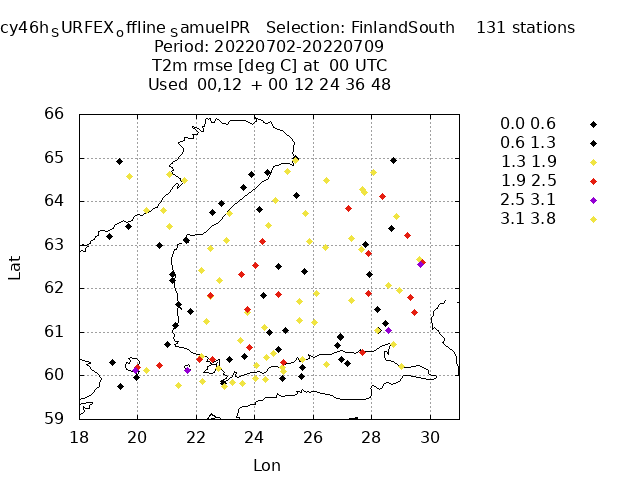 cy46h_SURFEX_offline_SamuelPR Selection: FinlandSouth 131 stations
Period: 20220702-20220709
T2m rmse [deg C] at 00 UTC
Used 00,12 + 00 12 24 36 48
66
65
64
63
62
61
60
59
18 20 22 24 26 28 30
Lat
Lon
0.0 0.6
0.6 1.3
1.3 1.9
1.9 2.5
2.5 3.1
3.1 3.8